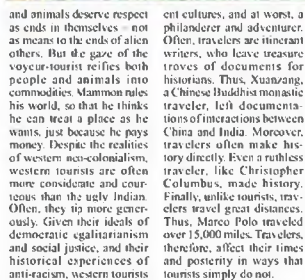 and animals deserve respect
as ends in themselves – not
as means to the ends of alien
others. But the gaze of the
voyeur-tourist reifies both
people and animals into
commodities. Mammon rules
his world, so that he thinks
he can treat a place as he
wants, just because he pays
money. Despite the realities
of western neo-colonialism,
western tourists are often
more considerate and cour-
teous than the ugly Indian.
Often, they tip more gener-
ously. Given their ideals of
democratic egalitarianism
and social justice, and their
historical experiences of
anti-racism, western tourists
ent cultures, and at worst, a
philanderer and adventurer.
Often, travelers are itinerant
writers, who leave treasure
troves of documents for
historians. Thus, Xuanzang,
a Chinese Buddhist monastic
traveler, left documenta-
tions of interactions between
China and India. Moreover,
travelers often make his-
tory directly. Even a ruthless
traveler, like Christopher
Columbus, made history.
Finally, unlike tourists, trav-
elers travel great distances.
Thus, Marco Polo traveled
over 15,000 miles. Travelers,
therefore, affect their times
and posterity in ways that
tourists simply do not.